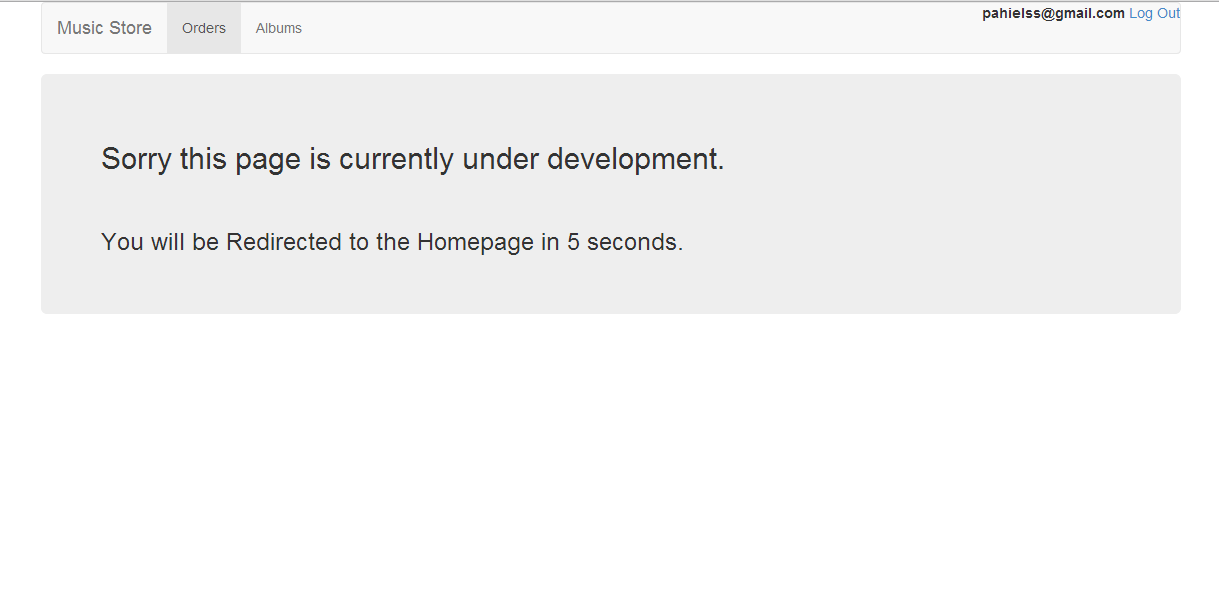 Music Store Orders Albums pahielss@gmail.com Log Out
Sorry this page is currently under development.
You will be Redirected to the Homepage in 5 seconds.